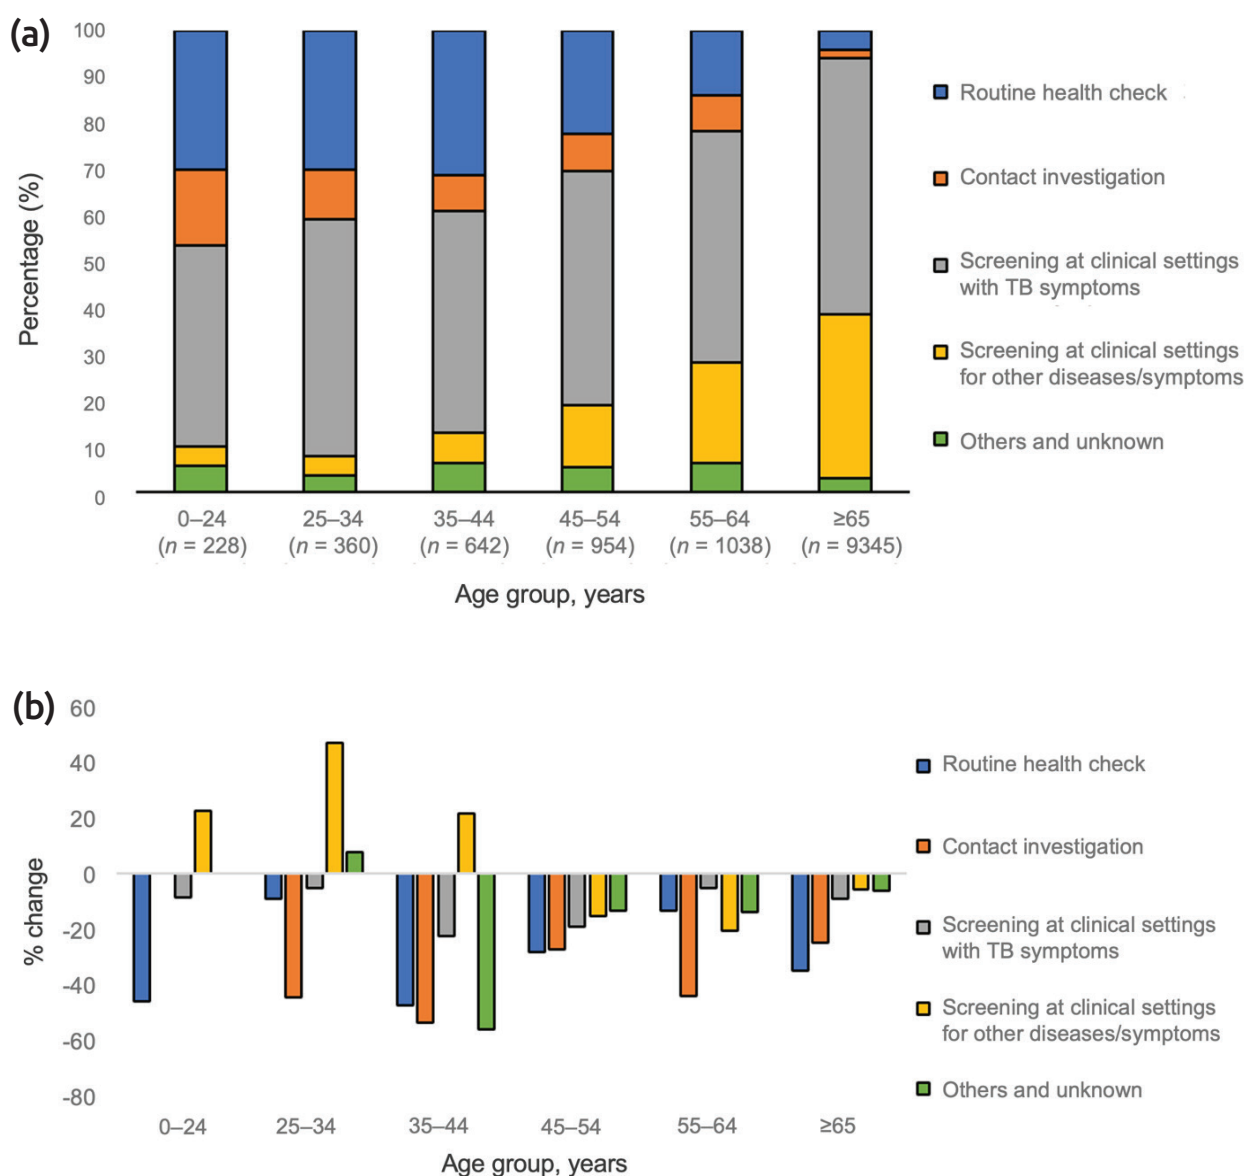 (a)
Percentage (%)
100
90
80
70
60
50
40
30
20
10
0
0–24
(n = 228)
25–34
(n = 360)
35–44
(n = 642)
45–54
(n = 954)
55–64
(n = 1038)
≥65
(n = 9345)
Age group, years
Routine health check
Contact investigation
Screening at clinical settings
with TB symptoms
Screening at clinical settings
for other diseases/symptoms
Others and unknown
(b)
% change
60
40
20
0
-20
-40
-60
-80
0–24
25–34
35–44
45–54
55–64
≥65
Age group, years
Routine health check
Contact investigation
Screening at clinical settings
with TB symptoms
Screening at clinical settings
for other diseases/symptoms
Others and unknown